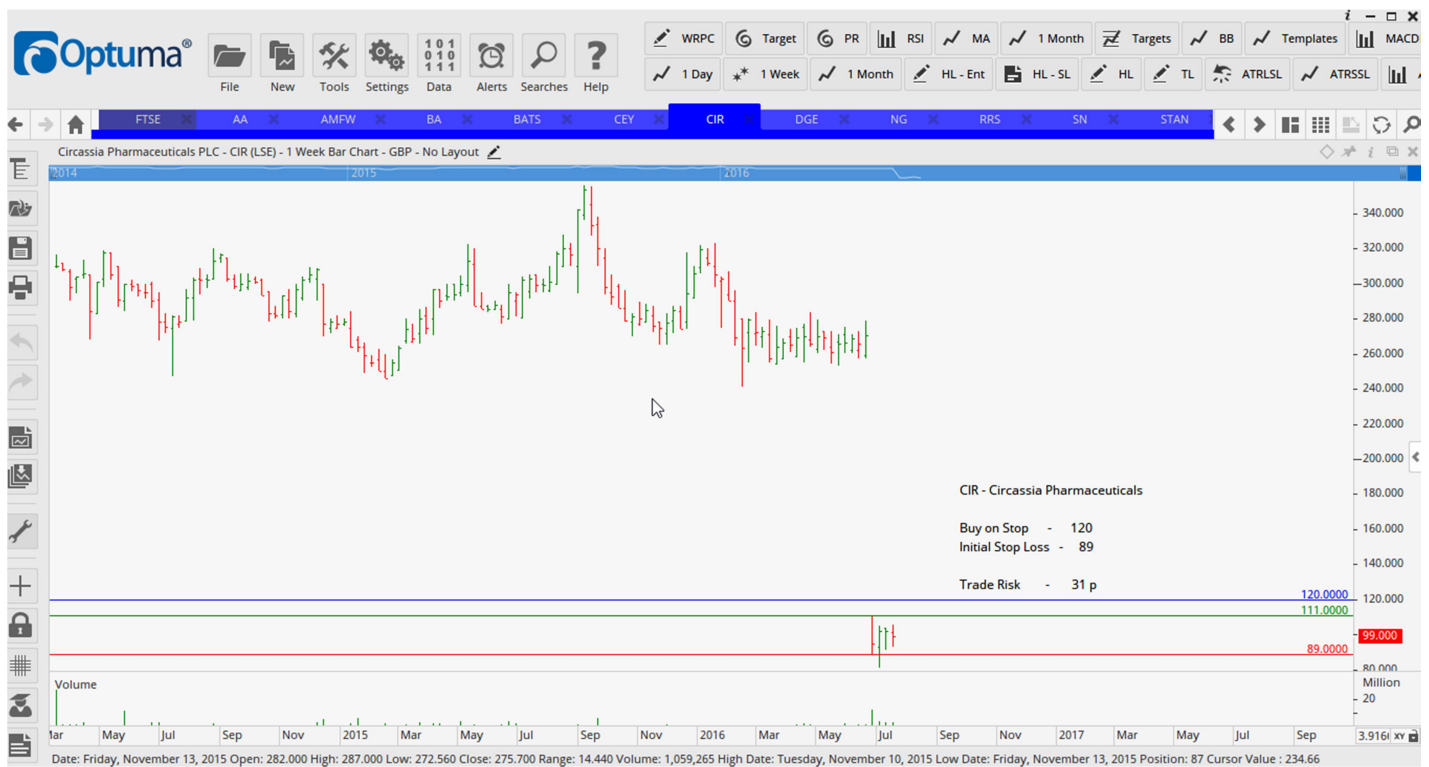 Optuma®
File
New
Tools
Settings
101
010
111
Data
Alerts
Searches
?
Help
i
WRPC
Target
PR
RSI
MA
1 Month
Targets
BB
Templates
MACD
1 Day
1 Week
1 Month
HL - Ent
HL - SL
HL
TL
ATRLSL
ATRSSL
FTSE
AA
AMFW
BA
BATS
CEY
CIR
DGE
NG
RRS
SN
STAN
Circassia Pharmaceuticals PLC - CIR (LSE) - 1 Week Bar Chart - GBP - No Layout
i
2014
2015
2016
340.000
320.000
300.000
280.000
260.000
240.000
220.000
200.000
180.000
160.000
140.000
120.000
99.000
80.000
CIR - Circassia Pharmaceuticals
Buy on Stop - 120
Initial Stop Loss - 89
Trade Risk - 31 p
120.0000
111.0000
89.0000
Volume
Million
20
Mar May Jul Sep Nov 2015 Mar May Jul Sep Nov 2016 Mar May Jul Sep Nov 2017 Mar May Jul Sep
XY
Date: Friday, November 13, 2015 Open: 282.000 High: 287.000 Low: 272.560 Close: 275.700 Range: 14.440 Volume: 1,059,265 High Date: Tuesday, November 10, 2015 Low Date: Friday, November 13, 2015 Position: 87 Cursor Value : 234.66